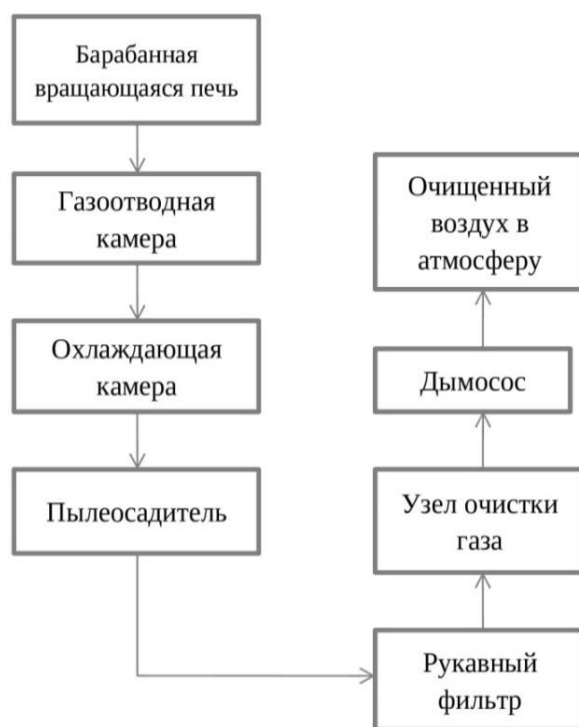 Барабанная
вращающаяся печь
Газоотводная
камера
Охлаждающая
камера
Пылеосадитель
Рукавный
фильтр
Узел очистки
газа
Дымосос
Очищенный
воздух в
атмосферу